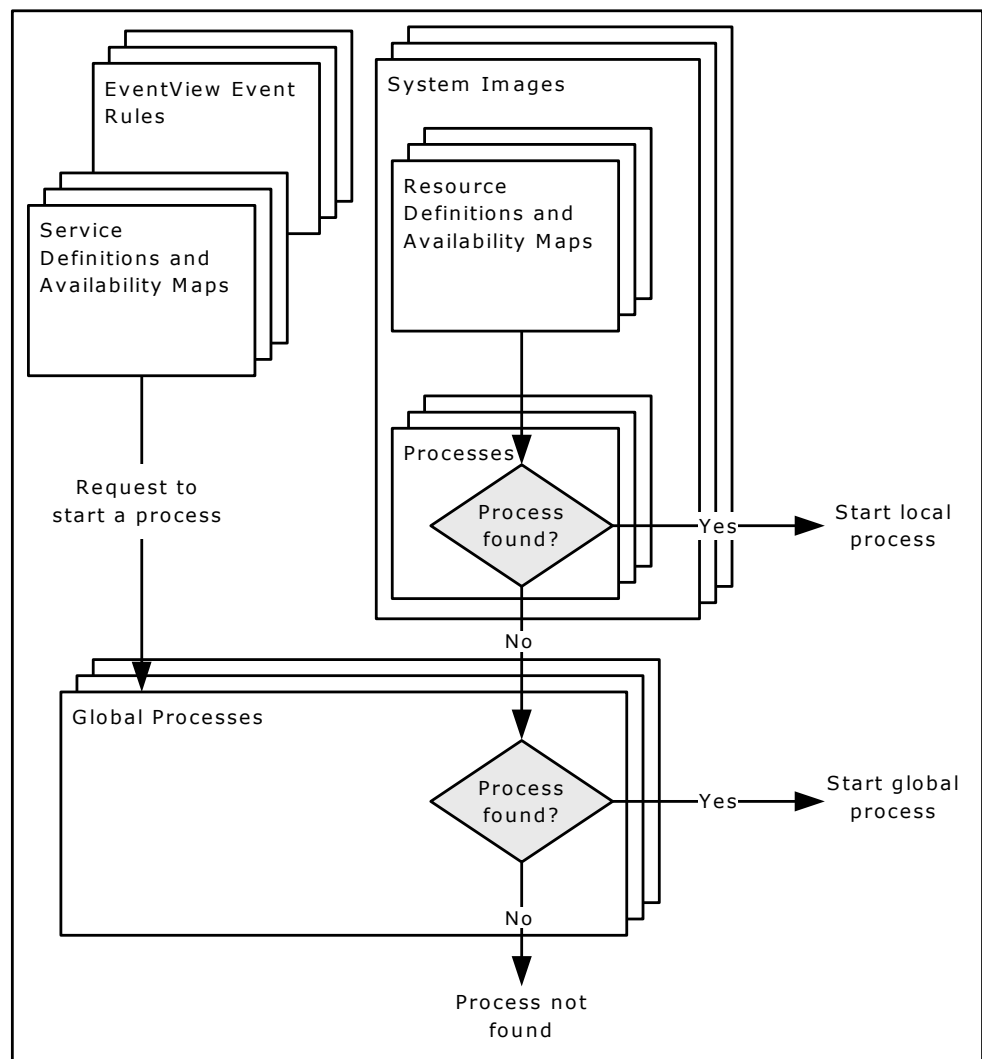 EventView Event
Rules
Service
Definitions and
Availability Maps
System Images
Resource
Definitions and
Availability Maps
Request to
start a process
Processes
Process
found?
Yes
Start local
process
No
Global Processes
Process
found?
Yes
Start global
process
No
Process not
found